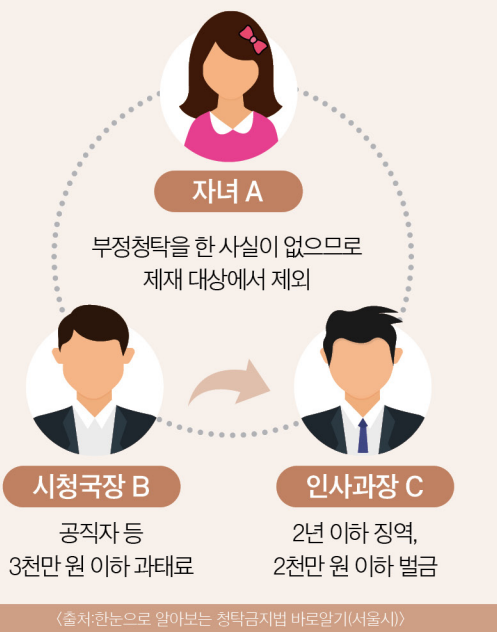 자녀 A
부정청탁을 한 사실이 없으므로
제재 대상에서 제외
시청국장 B
공직자 등
3천만 원 이하 과태료
인사과장 C
2년 이하 징역,
2천만 원 이하 벌금
〈출처:한눈으로 알아보는 청탁금지법 바로알기(서울시)〉